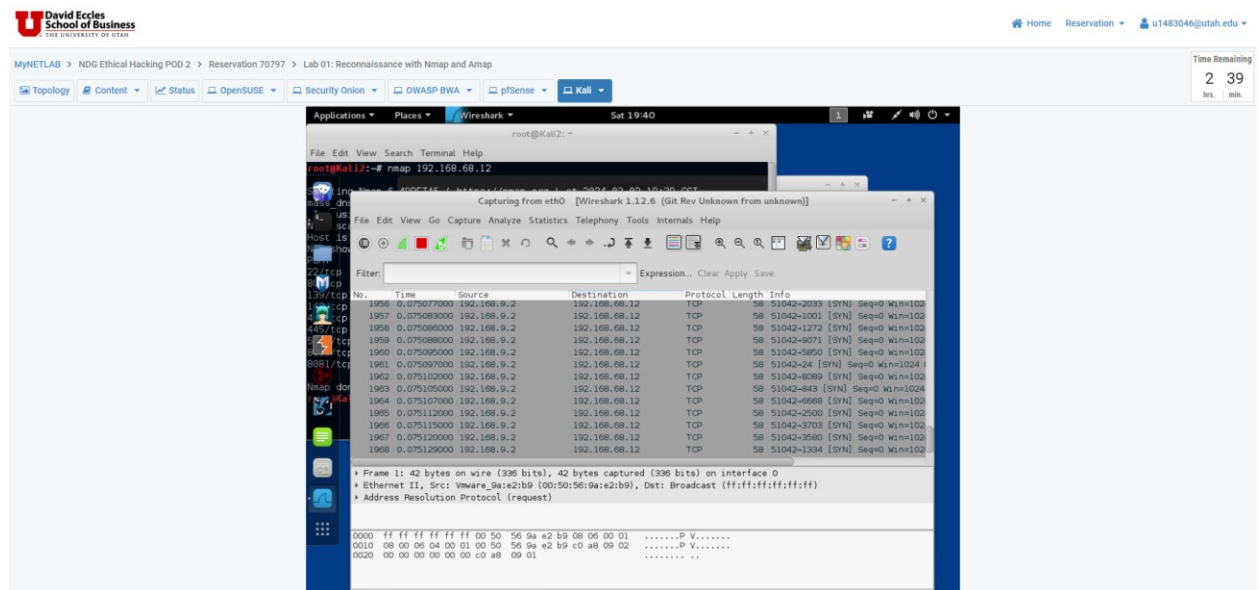 David Eccles
School of Business
THE UNIVERSITY OF UTAH
Home Reservation u1483046@utah.edu
MyNETLAB > NDG Ethical Hacking POD 2 > Reservation 70797 > Lab 01: Reconnaissance with Nmap and Amap
Time Remaining
2 39
hrs. min.
Topology Content Status OpenSUSE Security Onion OWASP BWA pfSense Kali
Applications Places Wireshark Sat 19:40 1
root@Kali2: ~
File Edit View Search Terminal Help
root@Kali2:~# nmap 192.168.68.12
Capturing from eth0 [Wireshark 1.12.6 (Git Rev Unknown from unknown)]
File Edit View Go Capture Analyze Statistics Telephony Tools Internals Help
Host is
22/tcp
Filter: Expression... Clear Apply Save
139/tcp
445/tcp
8081/tcp
Nmap don
No. Time Source Destination Protocol Length Info
1956 0.075077000 192.168.9.2 192.168.68.12 TCP 58 51042→2033 [SYN] Seq=0 Win=102
1957 0.075083000 192.168.9.2 192.168.68.12 TCP 58 51042→1001 [SYN] Seq=0 Win=102
1958 0.075086000 192.168.9.2 192.168.68.12 TCP 58 51042→1272 [SYN] Seq=0 Win=102
1959 0.075088000 192.168.9.2 192.168.68.12 TCP 58 51042→9071 [SYN] Seq=0 Win=102
1960 0.075095000 192.168.9.2 192.168.68.12 TCP 58 51042→5850 [SYN] Seq=0 Win=102
1961 0.075097000 192.168.9.2 192.168.68.12 TCP 58 51042→24 [SYN] Seq=0 Win=1024
1962 0.075102000 192.168.9.2 192.168.68.12 TCP 58 51042→8089 [SYN] Seq=0 Win=102
1963 0.075105000 192.168.9.2 192.168.68.12 TCP 58 51042→843 [SYN] Seq=0 Win=1024
1964 0.075107000 192.168.9.2 192.168.68.12 TCP 58 51042→6668 [SYN] Seq=0 Win=102
1965 0.075112000 192.168.9.2 192.168.68.12 TCP 58 51042→2500 [SYN] Seq=0 Win=102
1966 0.075115000 192.168.9.2 192.168.68.12 TCP 58 51042→3703 [SYN] Seq=0 Win=102
1967 0.075120000 192.168.9.2 192.168.68.12 TCP 58 51042→3580 [SYN] Seq=0 Win=102
1968 0.075129000 192.168.9.2 192.168.68.12 TCP 58 51042→1334 [SYN] Seq=0 Win=102
Frame 1: 42 bytes on wire (336 bits), 42 bytes captured (336 bits) on interface 0
Ethernet II, Src: Vmware_9a:e2:b9 (00:50:56:9a:e2:b9), Dst: Broadcast (ff:ff:ff:ff:ff:ff)
Address Resolution Protocol (request)
0000 ff ff ff ff ff ff 00 50 56 9a e2 b9 08 06 00 01 .......P V.......
0010 08 00 06 04 00 01 00 50 56 9a e2 b9 c0 a8 09 02 .......P V.......
0020 00 00 00 00 00 00 c0 a8 09 01 ........ ..